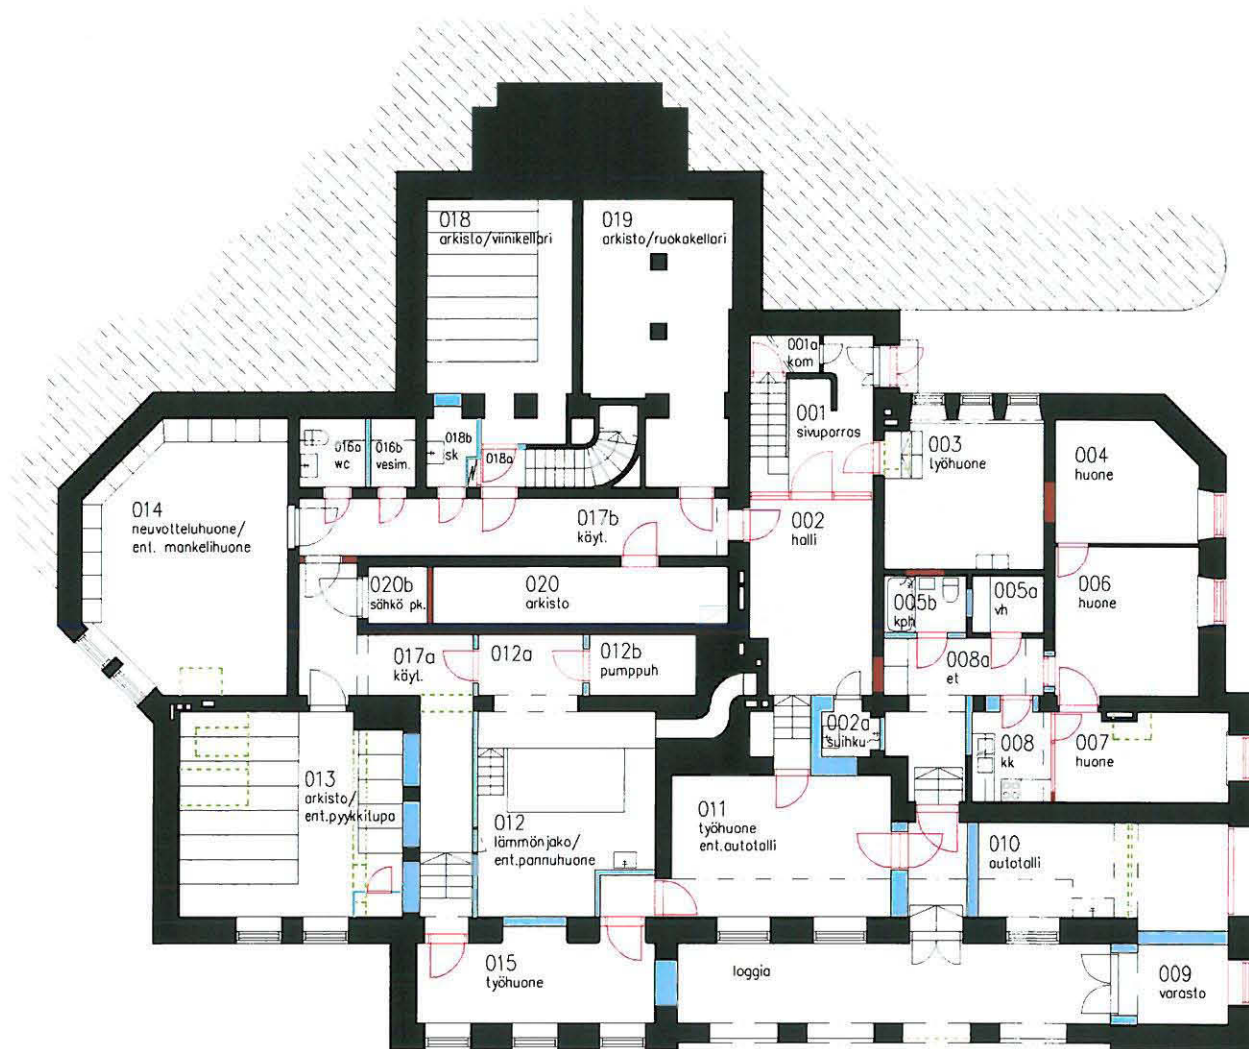 018
arkisto/viinikellari
019
arkisto/ruokakellari
001a
kom
001
sivuporras
003
työhuone
004
huone
016a
wc
016b
vesim.
018b
sk
018a
014
neuvotteluhuone/
ent. mankelihuone
017b
käyt.
002
halli
020b
sähkö pk.
020
arkisto
005b
kph
005a
vh
006
huone
017a
käyt.
012a
012b
pumppuh
008a
et
002a
suihku
008
kk
007
huone
013
arkisto/
ent.pyykkitupa
012
lämmönjako/
ent.pannuhuone
011
työhuone
ent.autotalli
010
autotalli
015
työhuone
loggia
009
varasto